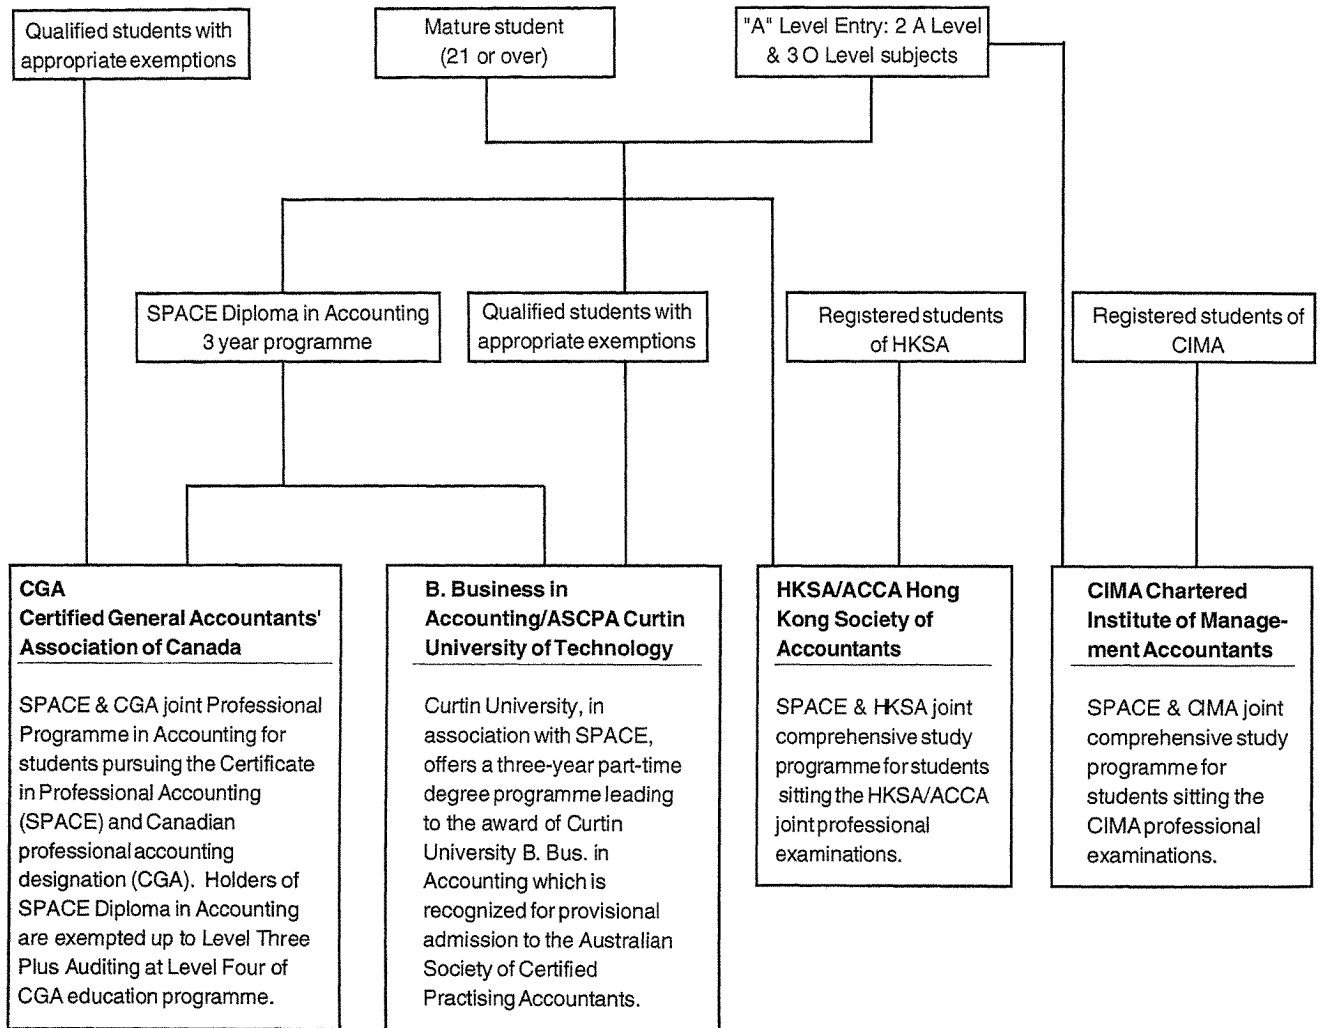 Qualified students with
appropriate exemptions
Mature student
(21 or over)
"A" Level Entry: 2 A Level
& 3 O Level subjects
SPACE Diploma in Accounting
3 year programme
Qualified students with
appropriate exemptions
Registered students
of HKSA
Registered students of
CIMA
CGA
Certified General Accountants'
Association of Canada
SPACE & CGA joint Professional
Programme in Accounting for
students pursuing the Certificate
in Professional Accounting
(SPACE) and Canadian
professional accounting
designation (CGA). Holders of
SPACE Diploma in Accounting
are exempted up to Level Three
Plus Auditing at Level Four of
CGA education programme.
B. Business in
Accounting/ASCPA Curtin
University of Technology
Curtin University, in
association with SPACE,
offers a three-year part-time
degree programme leading
to the award of Curtin
University B. Bus. in
Accounting which is
recognized for provisional
admission to the Australian
Society of Certified
Practising Accountants.
HKSA/ACCA Hong
Kong Society of
Accountants
SPACE & HKSA joint
comprehensive study
programme for students
sitting the HKSA/ACCA
joint professional
examinations.
CIMA Chartered
Institute of Manage-
ment Accountants
SPACE & CIMA joint
comprehensive study
programme for
students sitting the
CIMA professional
examinations.